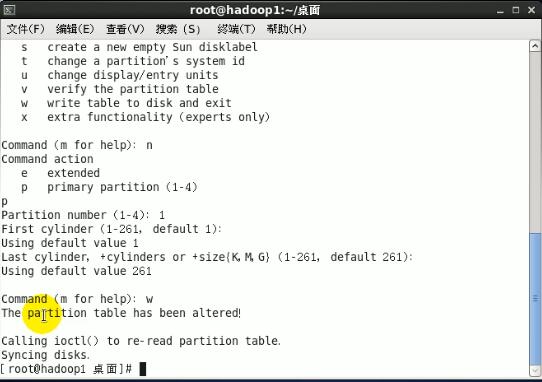 root@hadoop1:~/桌面
文件(F) 编辑(E) 查看(V) 搜索 (S) 终端(T) 帮助(H)
s create a new empty Sun disklabel
t change a partition's system id
u change display/entry units
v verify the partition table
w write table to disk and exit
x extra functionality (experts only)
Command (m for help): n
Command action
e extended
p primary partition (1-4)
p
Partition number (1-4): 1
First cylinder (1-261, default 1):
Using default value 1
Last cylinder, +cylinders or +size{K,M,G} (1-261, default 261):
Using default value 261
Command (m for help): w
The partition table has been altered!
Calling ioctl() to re-read partition table.
Syncing disks.
[root@hadoop1 桌面]#